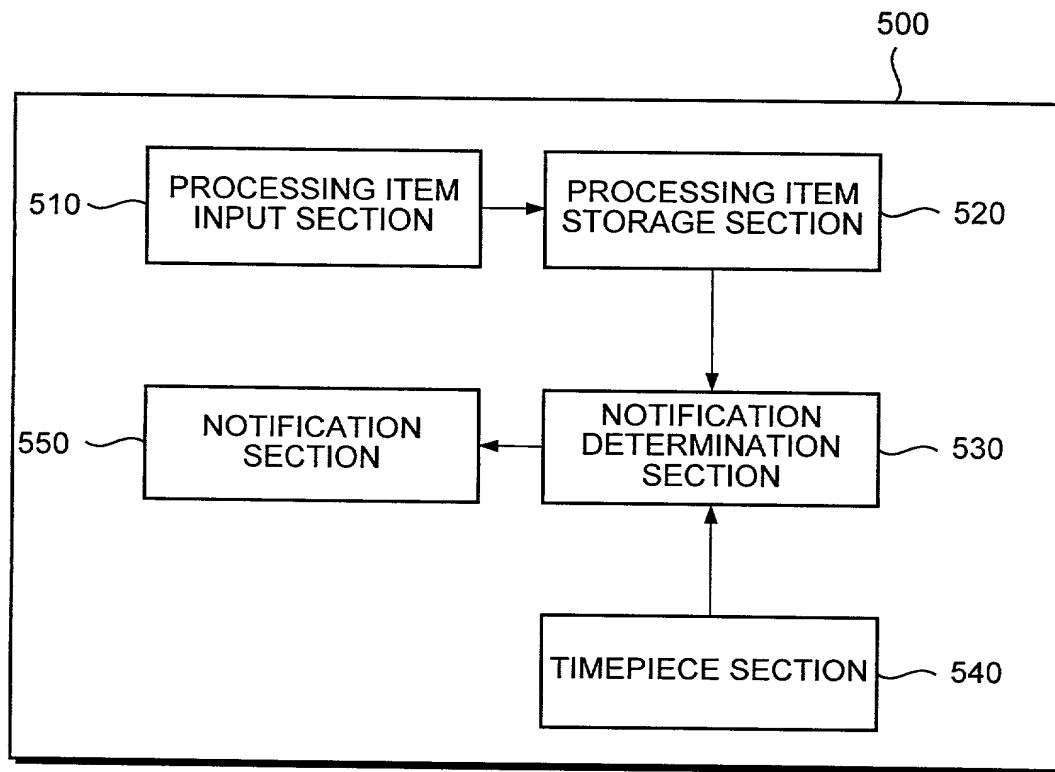 500
510
PROCESSING ITEM
INPUT SECTION
PROCESSING ITEM
STORAGE SECTION
520
550
NOTIFICATION
SECTION
NOTIFICATION
DETERMINATION
SECTION
530
TIMEPIECE SECTION
540